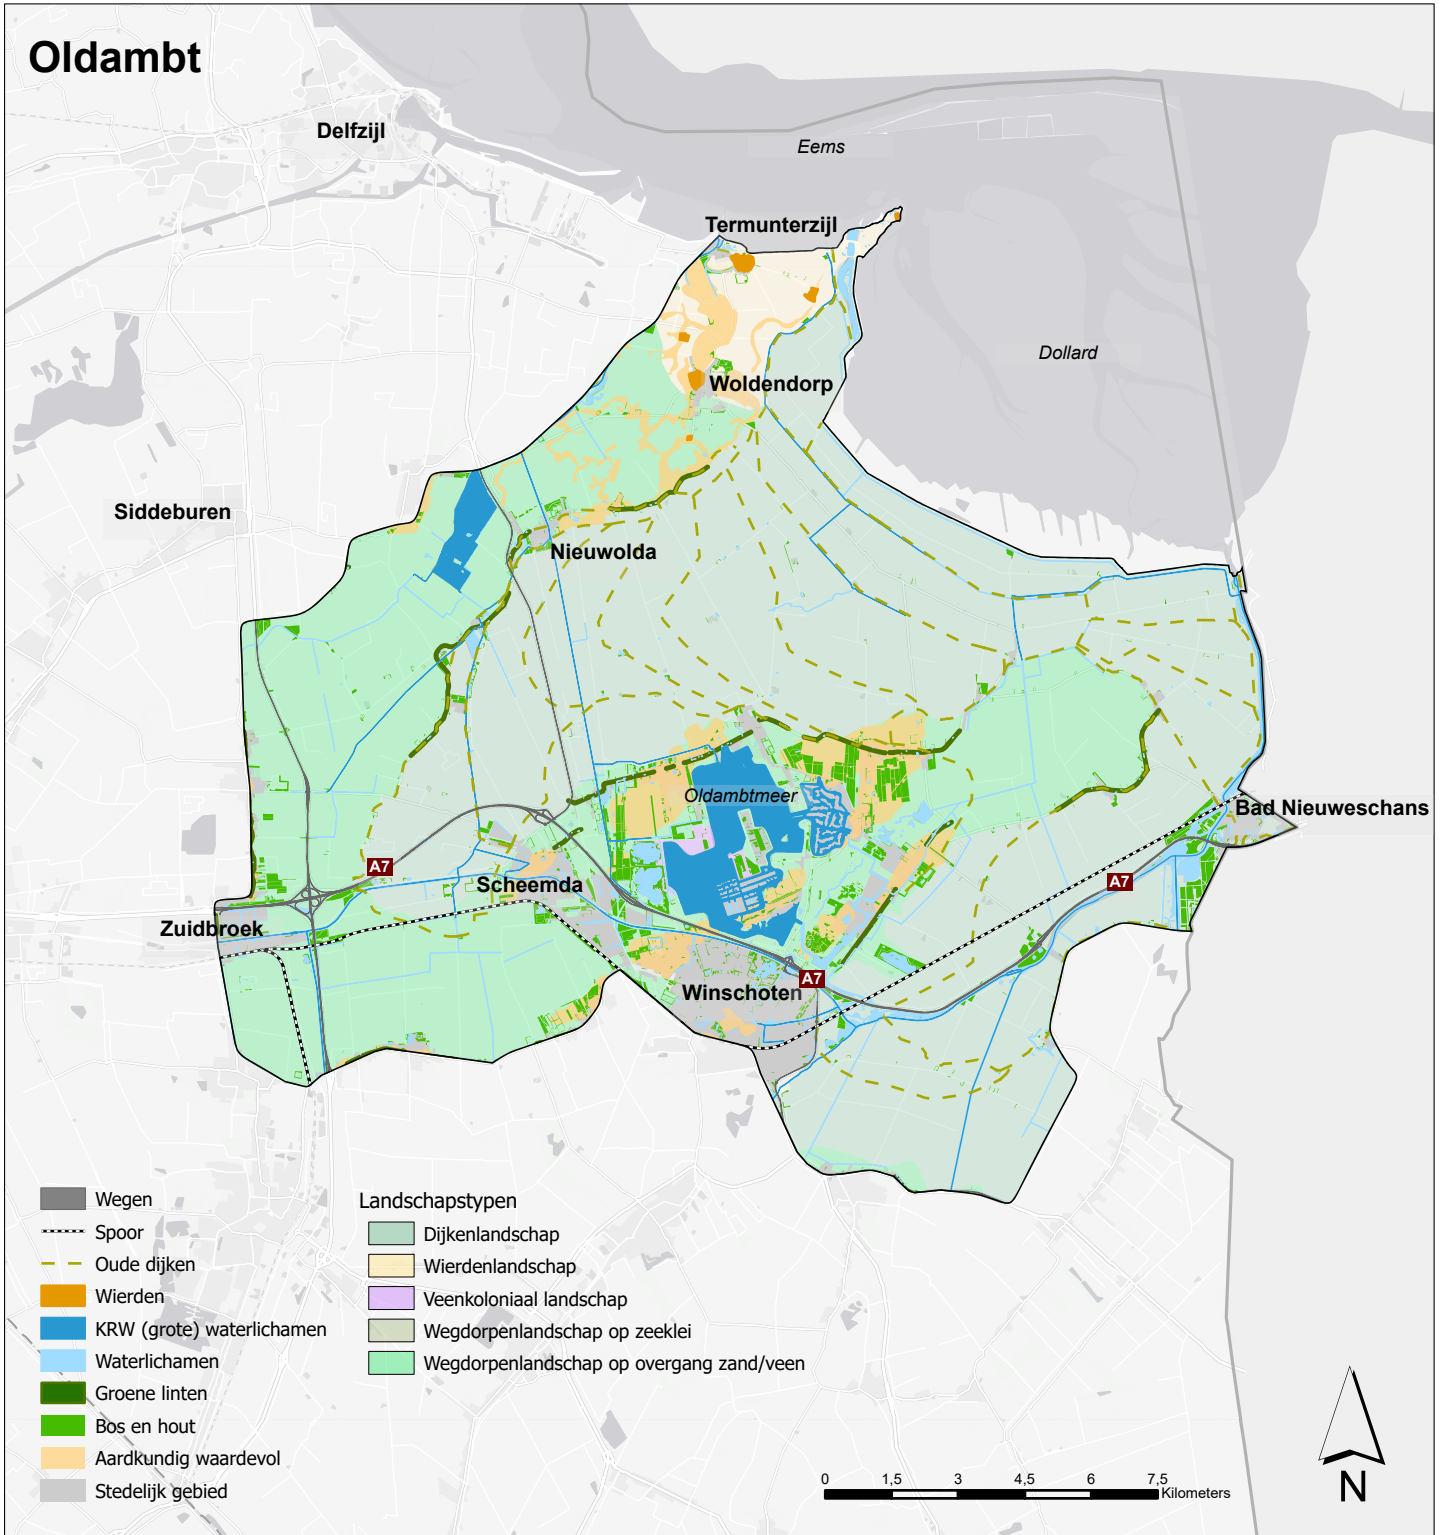 Oldambt
Delfzijl
Eems
Termunterzijl
Dollard
Woldendorp
Siddeburen
Nieuwolda
Oldambtmeer
Bad Nieuweschans
A7
Scheemda
A7
Zuidbroek
A7
Winschoten
Wegen
Spoor
Oude dijken
Wierden
KRW (grote) waterlichamen
Waterlichamen
Groene linten
Bos en hout
Aardkundig waardevol
Stedelijk gebied
Landschapstypen
Dijkenlandschap
Wierdenlandschap
Veenkoloniaal landschap
Wegdorpenlandschap op zeeklei
Wegdorpenlandschap op overgang zand/veen
0 1,5 3 4,5 6 7,5
Kilometers
N